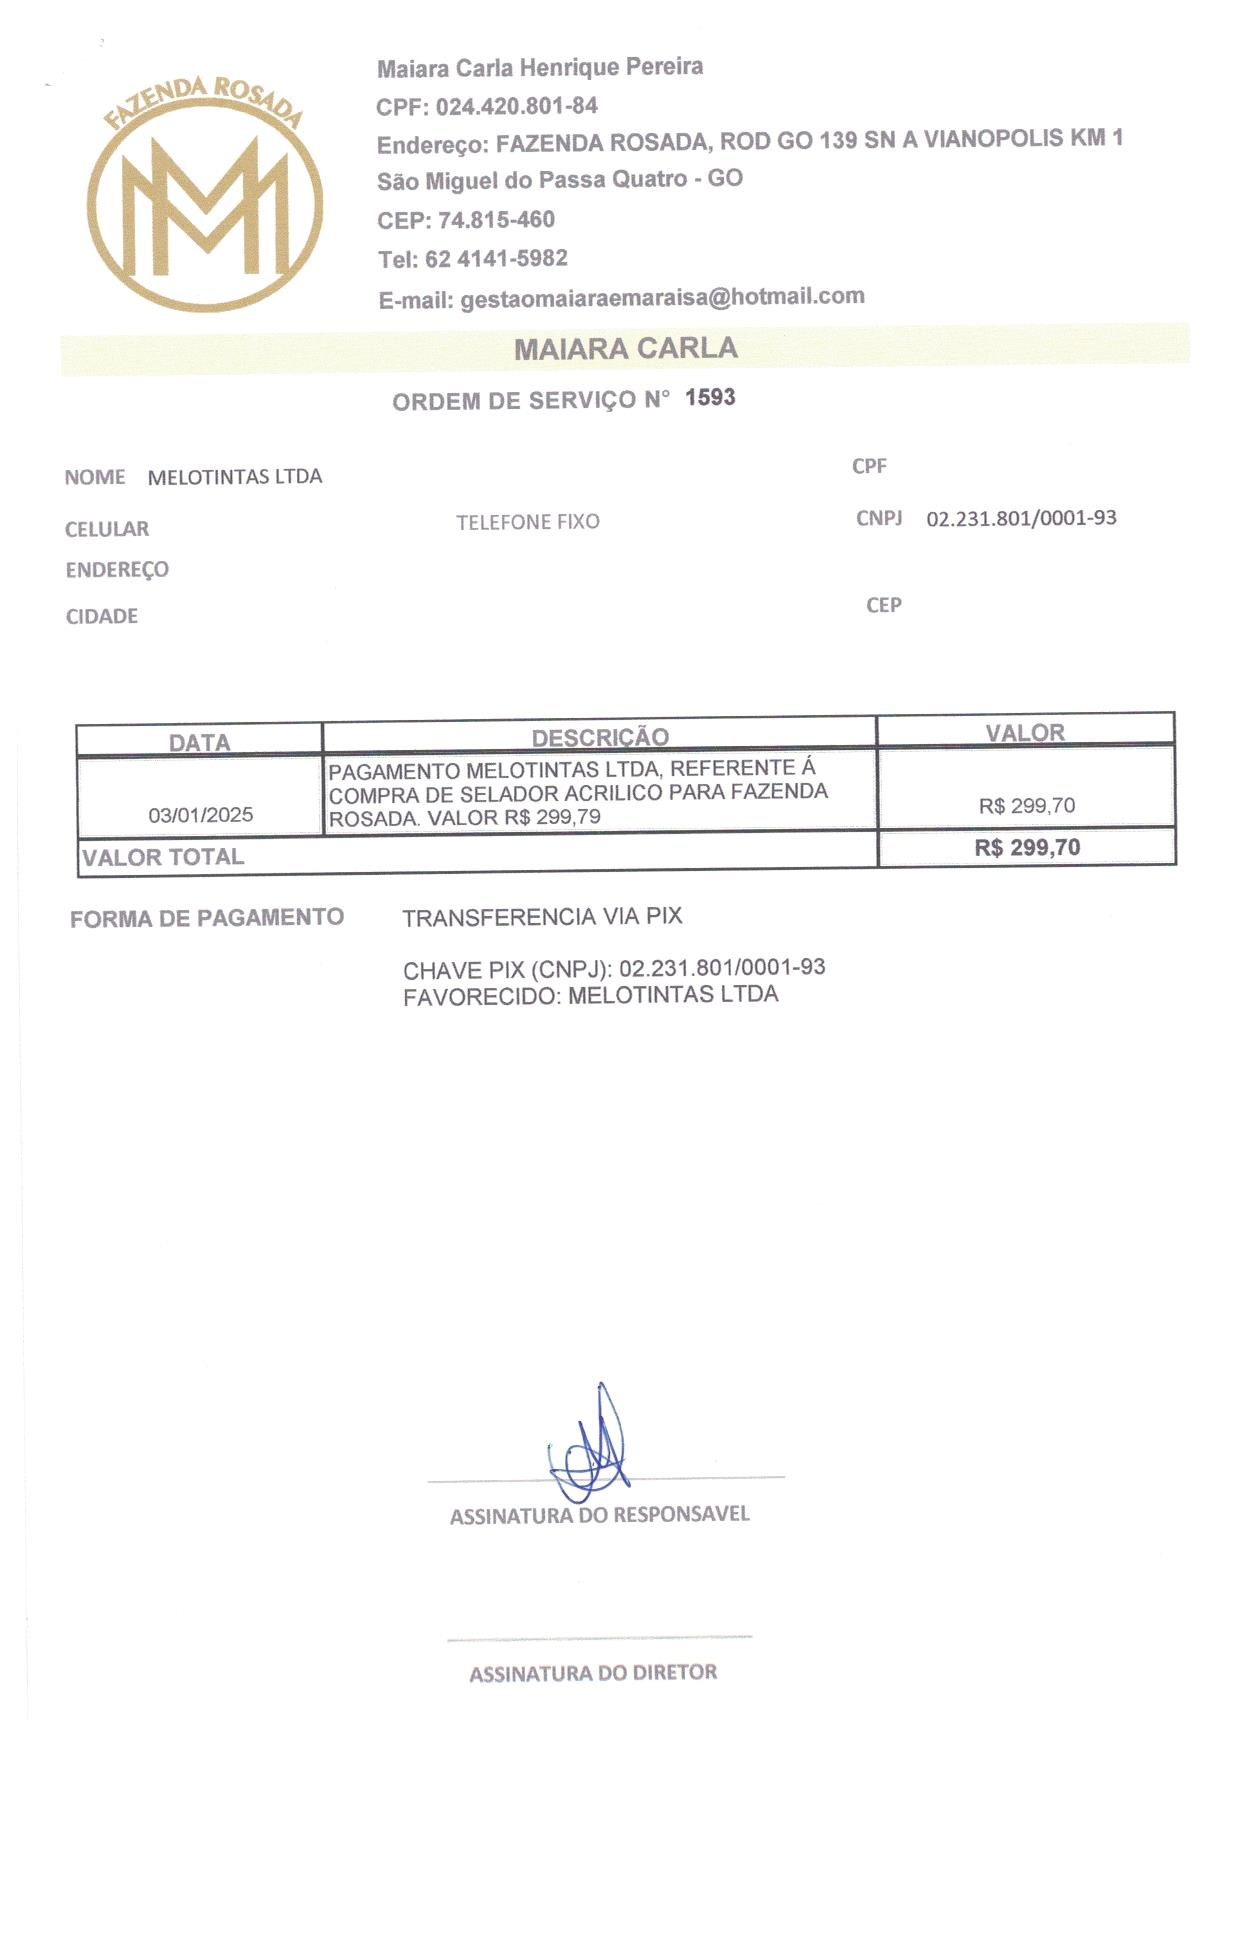 FAZENDA ROSADA
MM
Maiara Carla Henrique Pereira
CPF: 024.420.801-84
Endereço: FAZENDA ROSADA, ROD GO 139 SN A VIANOPOLIS KM 1
São Miguel do Passa Quatro - GO
CEP: 74.815-460
Tel: 62 4141-5982
E-mail: gestaomaiaraemaraisa@hotmail.com
MAIARA CARLA
ORDEM DE SERVIÇO N° 1593
NOME MELOTINTAS LTDA CPF
CELULAR TELEFONE FIXO CNPJ 02.231.801/0001-93
ENDEREÇO
CIDADE CEP
DATA DESCRIÇÃO VALOR
PAGAMENTO MELOTINTAS LTDA, REFERENTE Á
COMPRA DE SELADOR ACRILICO PARA FAZENDA
03/01/2025 ROSADA. VALOR R$ 299,79 R$ 299,70
VALOR TOTAL R$ 299,70
FORMA DE PAGAMENTO TRANSFERENCIA VIA PIX
CHAVE PIX (CNPJ): 02.231.801/0001-93
FAVORECIDO: MELOTINTAS LTDA
ASSINATURA DO RESPONSAVEL
ASSINATURA DO DIRETOR